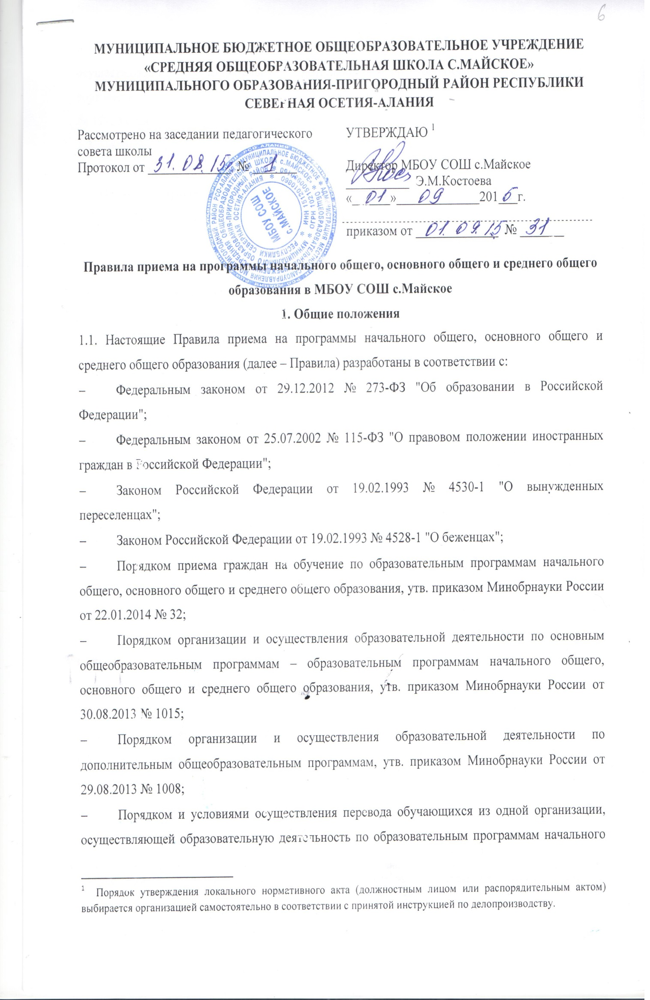 6
МУНИЦИПАЛЬНОЕ БЮДЖЕТНОЕ ОБЩЕОБРАЗОВАТЕЛЬНОЕ УЧРЕЖДЕНИЕ
«СРЕДНЯЯ ОБЩЕОБРАЗОВАТЕЛЬНАЯ ШКОЛА С.МАЙСКОЕ»
МУНИЦИПАЛЬНОГО ОБРАЗОВАНИЯ-ПРИГОРОДНЫЙ РАЙОН РЕСПУБЛИКИ
СЕВЕРНАЯ ОСЕТИЯ-АЛАНИЯ
Рассмотрено на заседании педагогического
совета школы
Протокол от 31.08.15 № 1
УТВЕРЖДАЮ 1
Директор МБОУ СОШ с.Майское
Э.М.Костоева
«01» 09 2015 г.
приказом от 01.09.15 № 31
МБОУ СОШ
с.МАЙСКОЕ
Правила приема на программы начального общего, основного общего и среднего общего
образования в МБОУ СОШ с.Майское
1. Общие положения
1.1. Настоящие Правила приема на программы начального общего, основного общего и
среднего общего образования (далее – Правила) разработаны в соответствии с:
– Федеральным законом от 29.12.2012 № 273-ФЗ "Об образовании в Российской
Федерации";
– Федеральным законом от 25.07.2002 № 115-ФЗ "О правовом положении иностранных
граждан в Российской Федерации";
– Законом Российской Федерации от 19.02.1993 № 4530-1 "О вынужденных
переселенцах";
– Законом Российской Федерации от 19.02.1993 № 4528-1 "О беженцах";
– Порядком приема граждан на обучение по образовательным программам начального
общего, основного общего и среднего общего образования, утв. приказом Минобрнауки России
от 22.01.2014 № 32;
– Порядком организации и осуществления образовательной деятельности по основным
общеобразовательным программам – образовательным программам начального общего,
основного общего и среднего общего образования, утв. приказом Минобрнауки России от
30.08.2013 № 1015;
– Порядком организации и осуществления образовательной деятельности по
дополнительным общеобразовательным программам, утв. приказом Минобрнауки России от
29.08.2013 № 1008;
– Порядком и условиями осуществления перевода обучающихся из одной организации,
осуществляющей образовательную деятельность по образовательным программам начального
1 Порядок утверждения локального нормативного акта (должностным лицом или распорядительным актом)
выбирается организацией самостоятельно в соответствии с принятой инструкцией по делопроизводству.